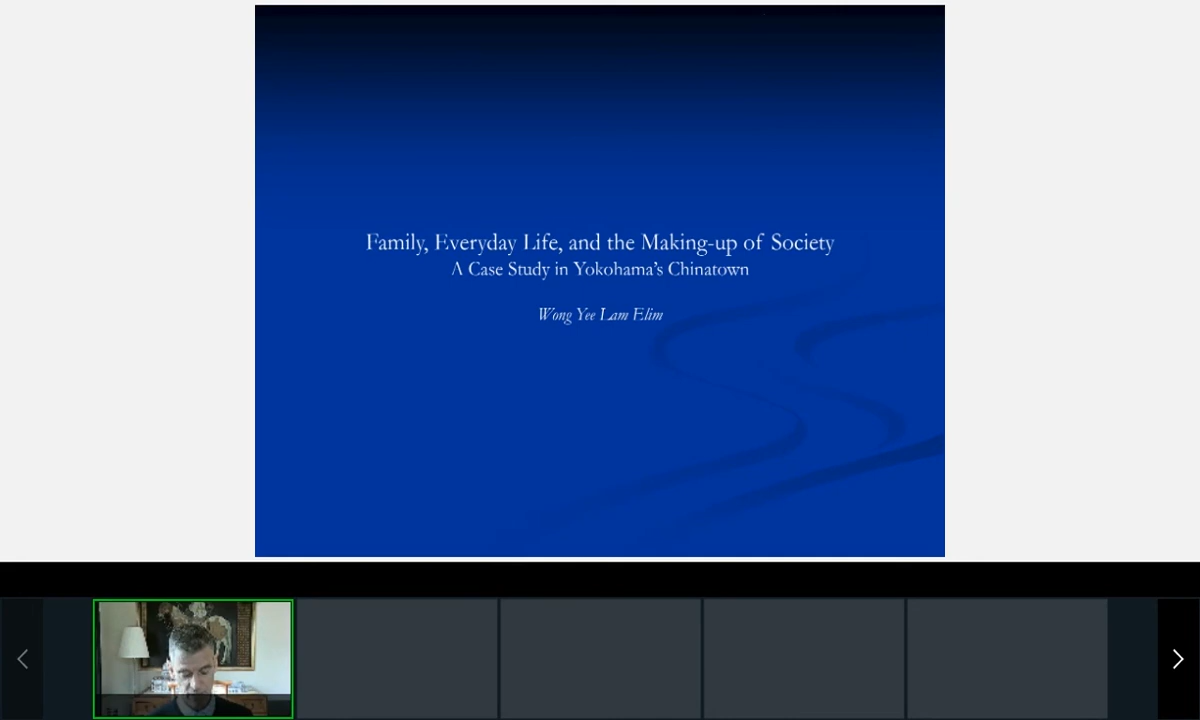 Family, Everyday Life, and the Making-up of Society
A Case Study in Yokohama's Chinatown
Wong Yee Lam Elim